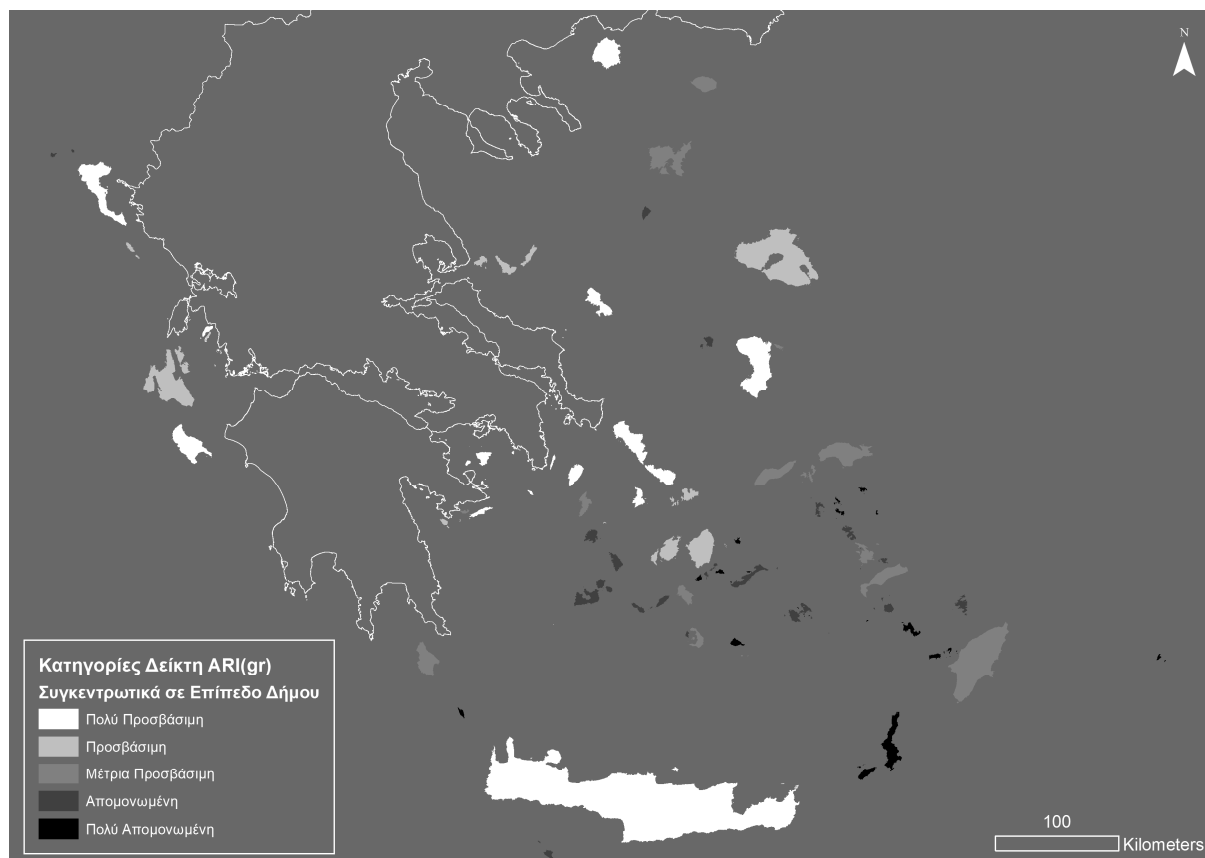 N
Κατηγορίες Δείκτη ARI(gr)
Συγκεντρωτικά σε Επίπεδο Δήμου
Πολύ Προσβάσιμη
Προσβάσιμη
Μέτρια Προσβάσιμη
Απομονωμένη
Πολύ Απομονωμένη
100
Kilometers